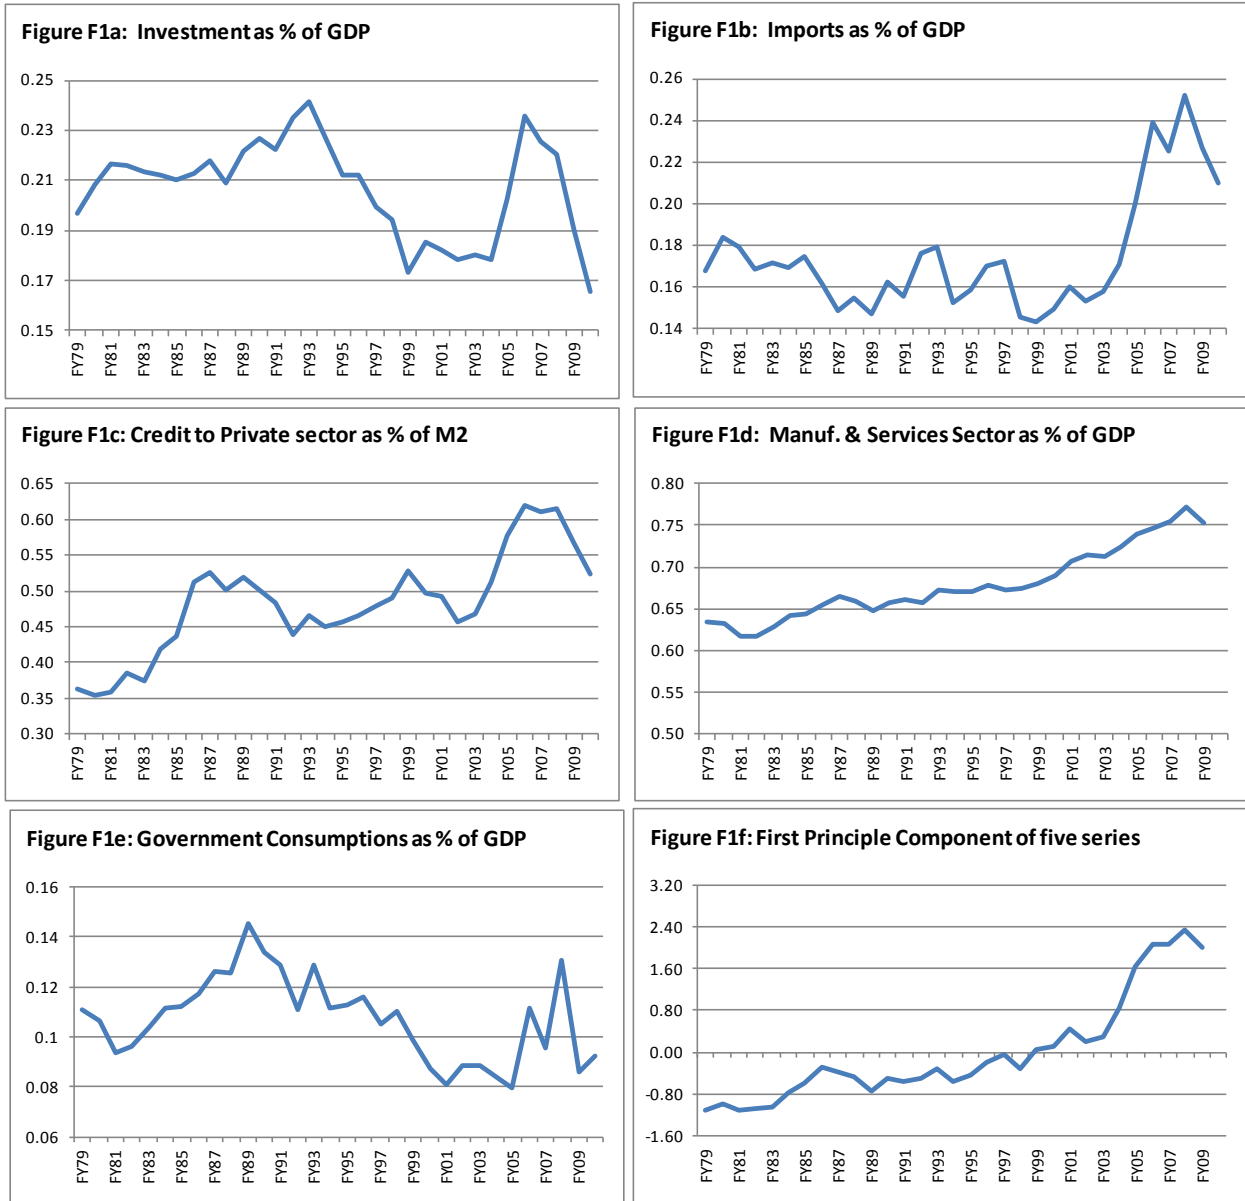 Figure F1a: Investment as % of GDP
0.25
0.23
0.21
0.19
0.17
0.15
FY79
FY81
FY83
FY85
FY87
FY89
FY91
FY93
FY95
FY97
FY99
FY01
FY03
FY05
FY07
FY09
Figure F1b: Imports as % of GDP
0.26
0.24
0.22
0.20
0.18
0.16
0.14
FY79
FY81
FY83
FY85
FY87
FY89
FY91
FY93
FY95
FY97
FY99
FY01
FY03
FY05
FY07
FY09
Figure F1c: Credit to Private sector as % of M2
0.65
0.60
0.55
0.50
0.45
0.40
0.35
0.30
FY79
FY81
FY83
FY85
FY87
FY89
FY91
FY93
FY95
FY97
FY99
FY01
FY03
FY05
FY07
FY09
Figure F1d: Manuf. & Services Sector as % of GDP
0.80
0.75
0.70
0.65
0.60
0.55
0.50
FY79
FY81
FY83
FY85
FY87
FY89
FY91
FY93
FY95
FY97
FY99
FY01
FY03
FY05
FY07
FY09
Figure F1e: Government Consumptions as % of GDP
0.16
0.14
0.12
0.1
0.08
0.06
FY79
FY81
FY83
FY85
FY87
FY89
FY91
FY93
FY95
FY97
FY99
FY01
FY03
FY05
FY07
FY09
Figure F1f: First Principle Component of five series
3.20
2.40
1.60
0.80
0.00
-0.80
-1.60
FY79
FY81
FY83
FY85
FY87
FY89
FY91
FY93
FY95
FY97
FY99
FY01
FY03
FY05
FY07
FY09